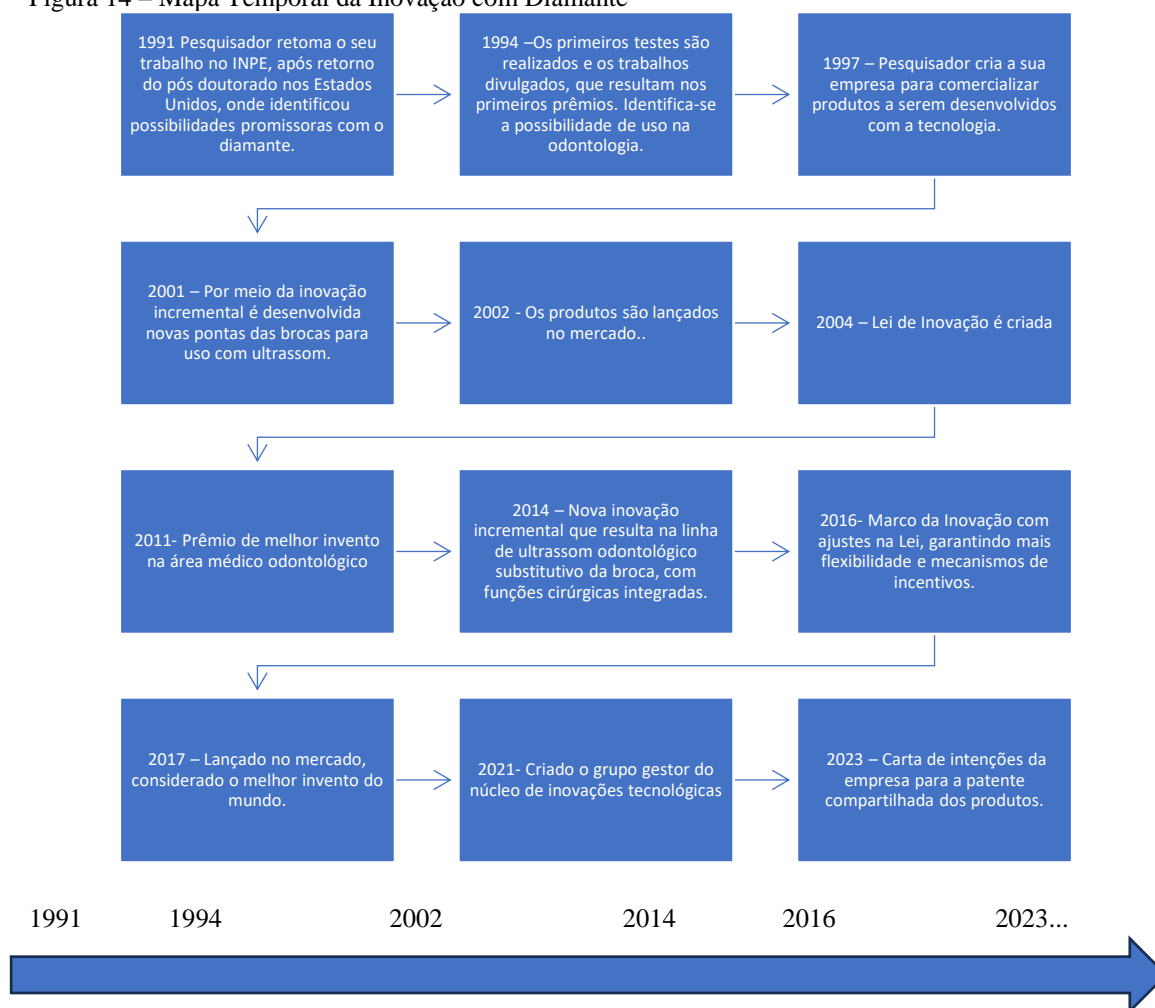 Figura 14 – Mapa Temporal da Inovação com Diamante
1991 Pesquisador retoma o seu
trabalho no INPE, após retorno
do pós doutorado nos Estados
Unidos, onde identificou
possibilidades promissoras com o
diamante.
1994 –Os primeiros testes são
realizados e os trabalhos
divulgados, que resultam nos
primeiros prêmios. Identifica-se
a possibilidade de uso na
odontologia.
1997 – Pesquisador cria a sua
empresa para comercializar
produtos a serem desenvolvidos
com a tecnologia.
2001 – Por meio da inovação
incremental é desenvolvida
novas pontas das brocas para
uso com ultrassom.
2002 - Os produtos são lançados
no mercado..
2004 – Lei de Inovação é criada
2011- Prêmio de melhor invento
na área médico odontológico
2014 – Nova inovação
incremental que resulta na linha
de ultrassom odontológico
substitutivo da broca, com
funções cirúrgicas integradas.
2016- Marco da Inovação com
ajustes na Lei, garantindo mais
flexibilidade e mecanismos de
incentivos.
2017 – Lançado no mercado,
considerado o melhor invento do
mundo.
2021- Criado o grupo gestor do
núcleo de inovações tecnológicas
2023 – Carta de intenções da
empresa para a patente
compartilhada dos produtos.
1991 1994 2002 2014 2016 2023...